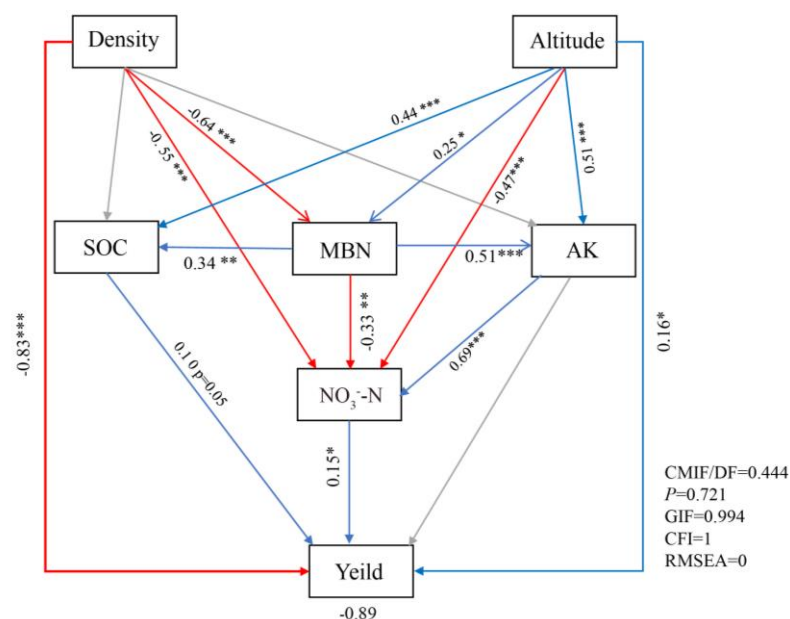 Density
Altitude
0.44 ***
-0.64 ***
-0.55 ***
0.25 *
-0.47***
0.51 ***
SOC
MBN
AK
0.34 **
0.51***
-0.33 **
0.69***
-0.83***
0.16*
0.1 0 p=0.05
NO₃⁻-N
0.15*
CMIF/DF=0.444
P=0.721
GIF=0.994
CFI=1
RMSEA=0
Yeild
-0.89